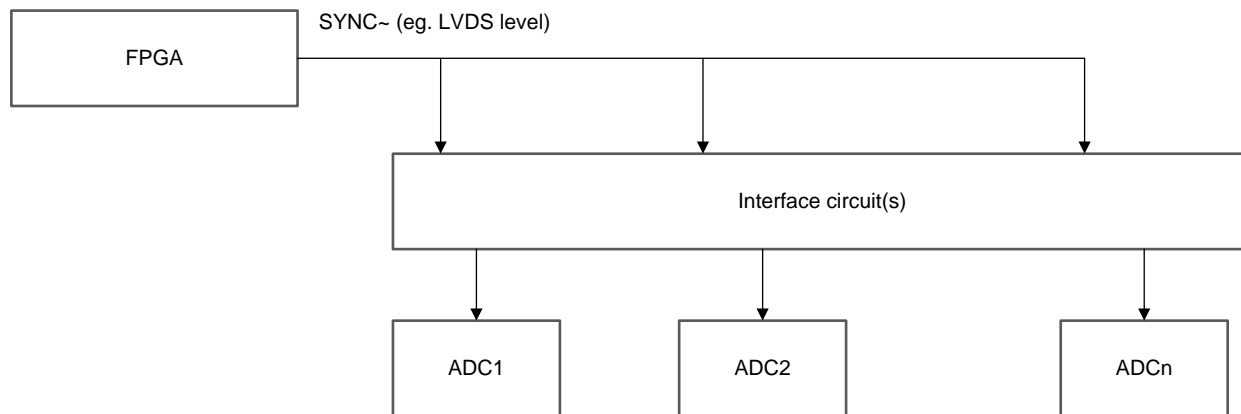 SYNC~ (eg. LVDS level)
FPGA
Interface circuit(s)
ADC1
ADC2
ADCn